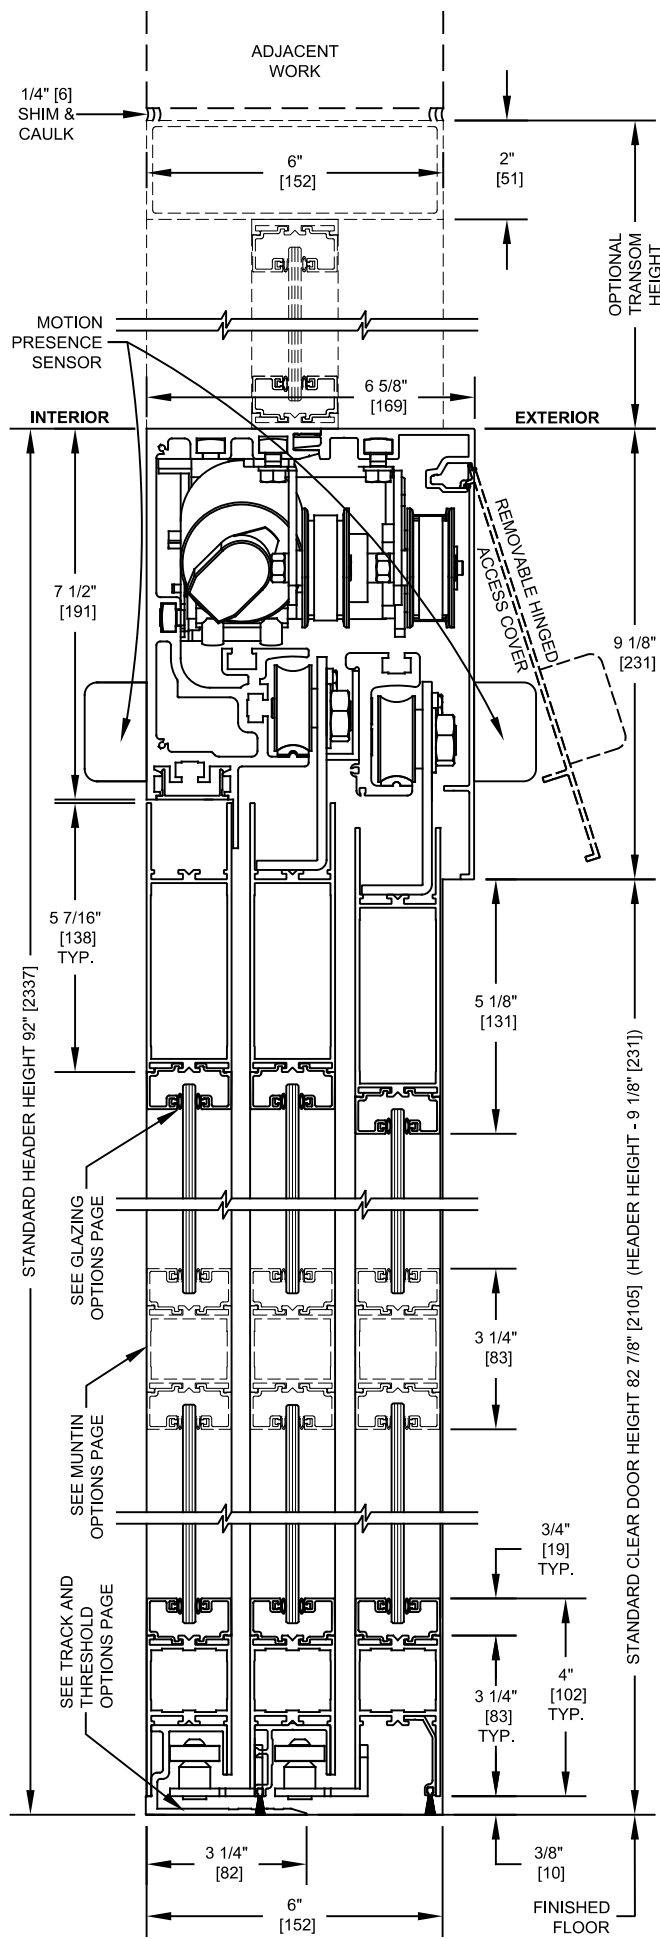 ADJACENT
WORK
1/4" [6]
SHIM &
CAULK
6"
[152]
2"
[51]
OPTIONAL
TRANSOM
HEIGHT
MOTION
PRESENCE
SENSOR
6 5/8"
[169]
INTERIOR
EXTERIOR
REMOVABLE HINGED
ACCESS COVER
7 1/2"
[191]
9 1/8"
[231]
5 7/16"
[138]
TYP.
5 1/8"
[131]
STANDARD HEADER HEIGHT 92" [2337]
STANDARD CLEAR DOOR HEIGHT 82 7/8" [2105] (HEADER HEIGHT - 9 1/8" [231])
SEE GLAZING
OPTIONS PAGE
3 1/4"
[83]
SEE MUNTIN
OPTIONS PAGE
3/4"
[19]
TYP.
SEE TRACK AND
THRESHOLD
OPTIONS PAGE
3 1/4"
[83]
TYP.
4"
[102]
TYP.
3 1/4"
[82]
3/8"
[10]
6"
[152]
FINISHED
FLOOR